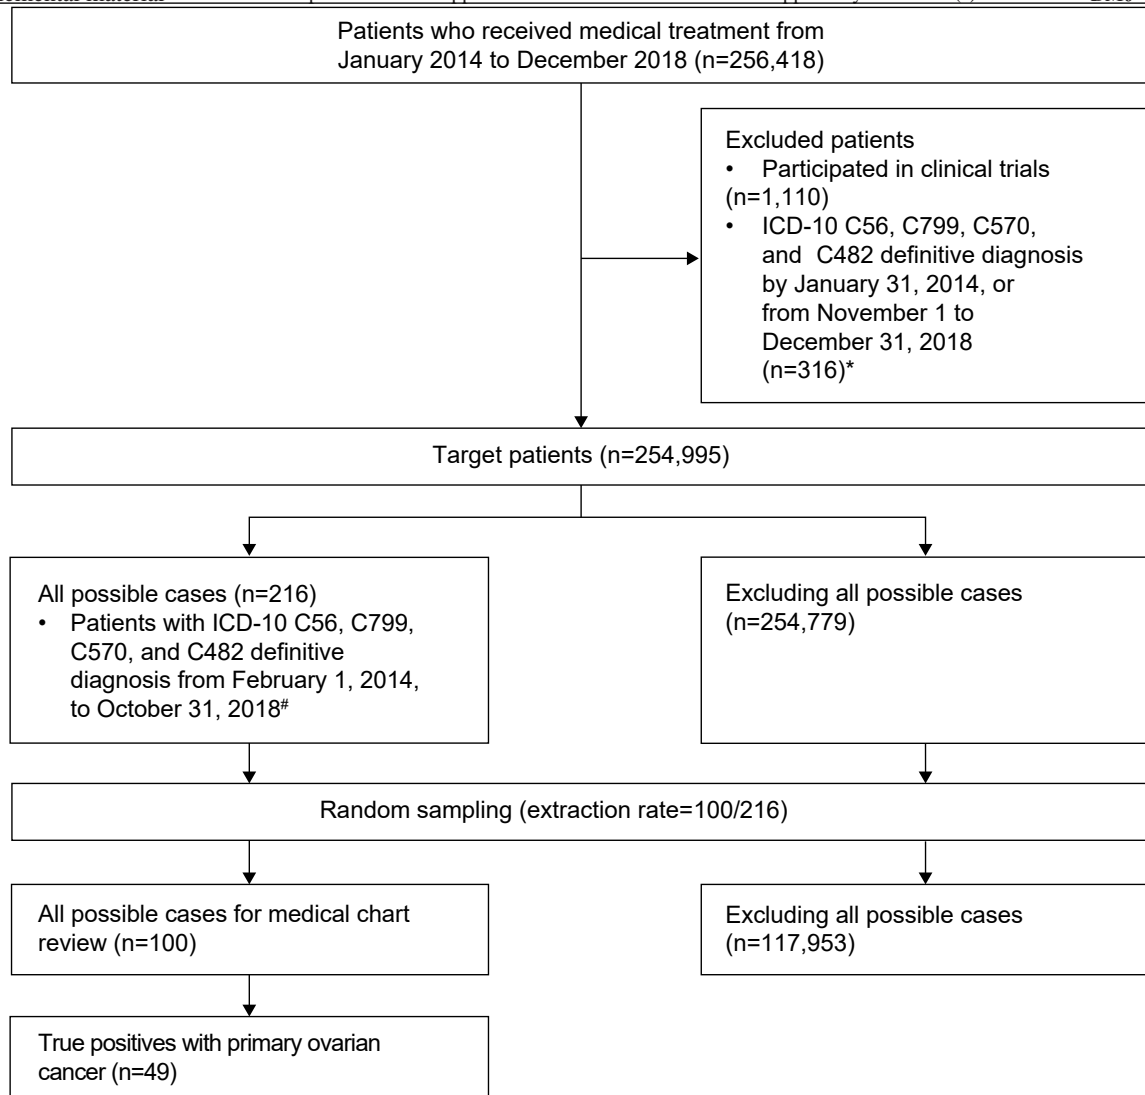 Patients who received medical treatment from
January 2014 to December 2018 (n=256,418)
Excluded patients
• Participated in clinical trials
(n=1,110)
• ICD-10 C56, C799, C570,
and C482 definitive diagnosis
by January 31, 2014, or
from November 1 to
December 31, 2018
(n=316)*
Target patients (n=254,995)
All possible cases (n=216)
• Patients with ICD-10 C56, C799,
C570, and C482 definitive
diagnosis from February 1, 2014,
to October 31, 2018#
Excluding all possible cases
(n=254,779)
Random sampling (extraction rate=100/216)
All possible cases for medical chart
review (n=100)
Excluding all possible cases
(n=117,953)
True positives with primary ovarian
cancer (n=49)